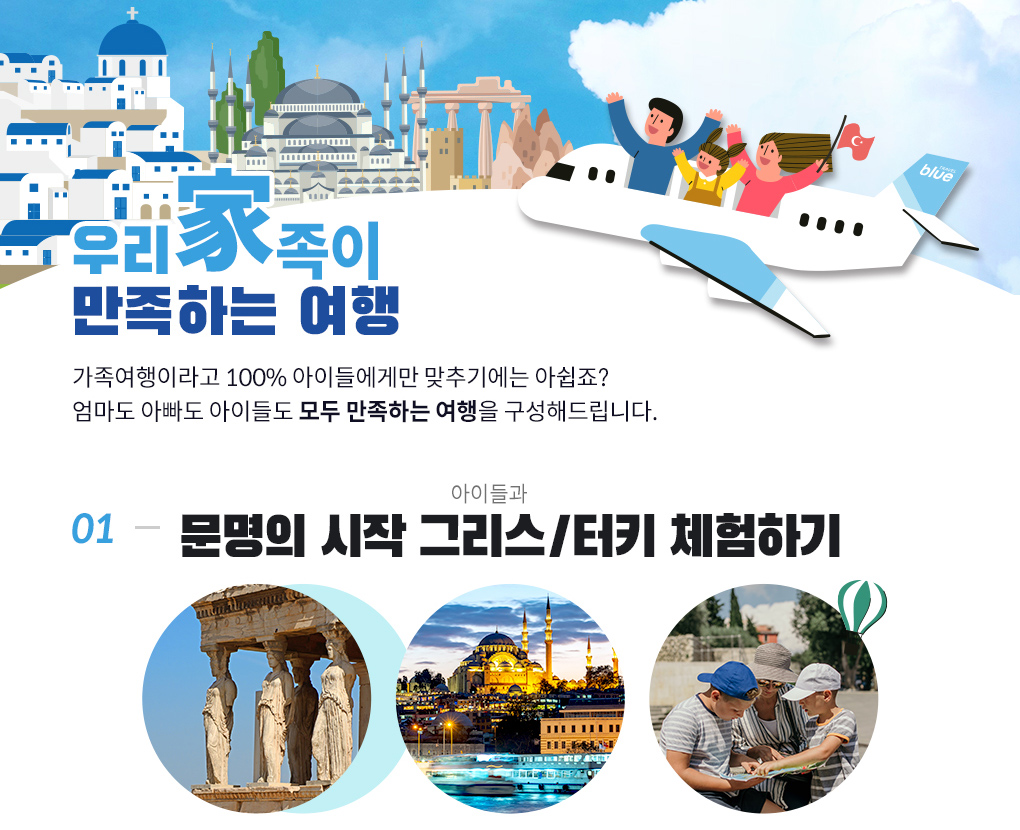 TRAVEL
blue
우리家족이
만족하는 여행
가족여행이라고 100% 아이들에게만 맞추기에는 아쉽죠?
엄마도 아빠도 아이들도 모두 만족하는 여행을 구성해드립니다.
아이들과
01 — 문명의 시작 그리스/터키 체험하기